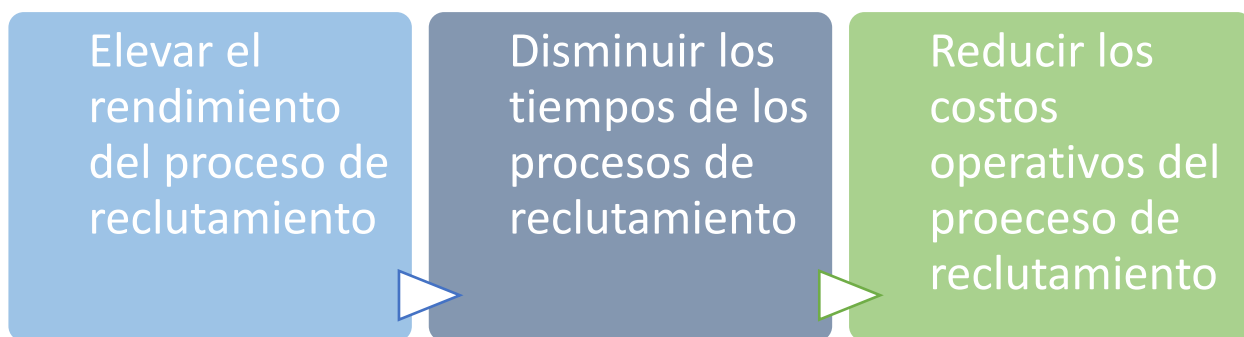 Elevar el
rendimiento
del proceso de
reclutamiento
Disminuir los
tiempos de los
procesos de
reclutamiento
Reducir los
costos
operativos del
proeceso de
reclutamiento